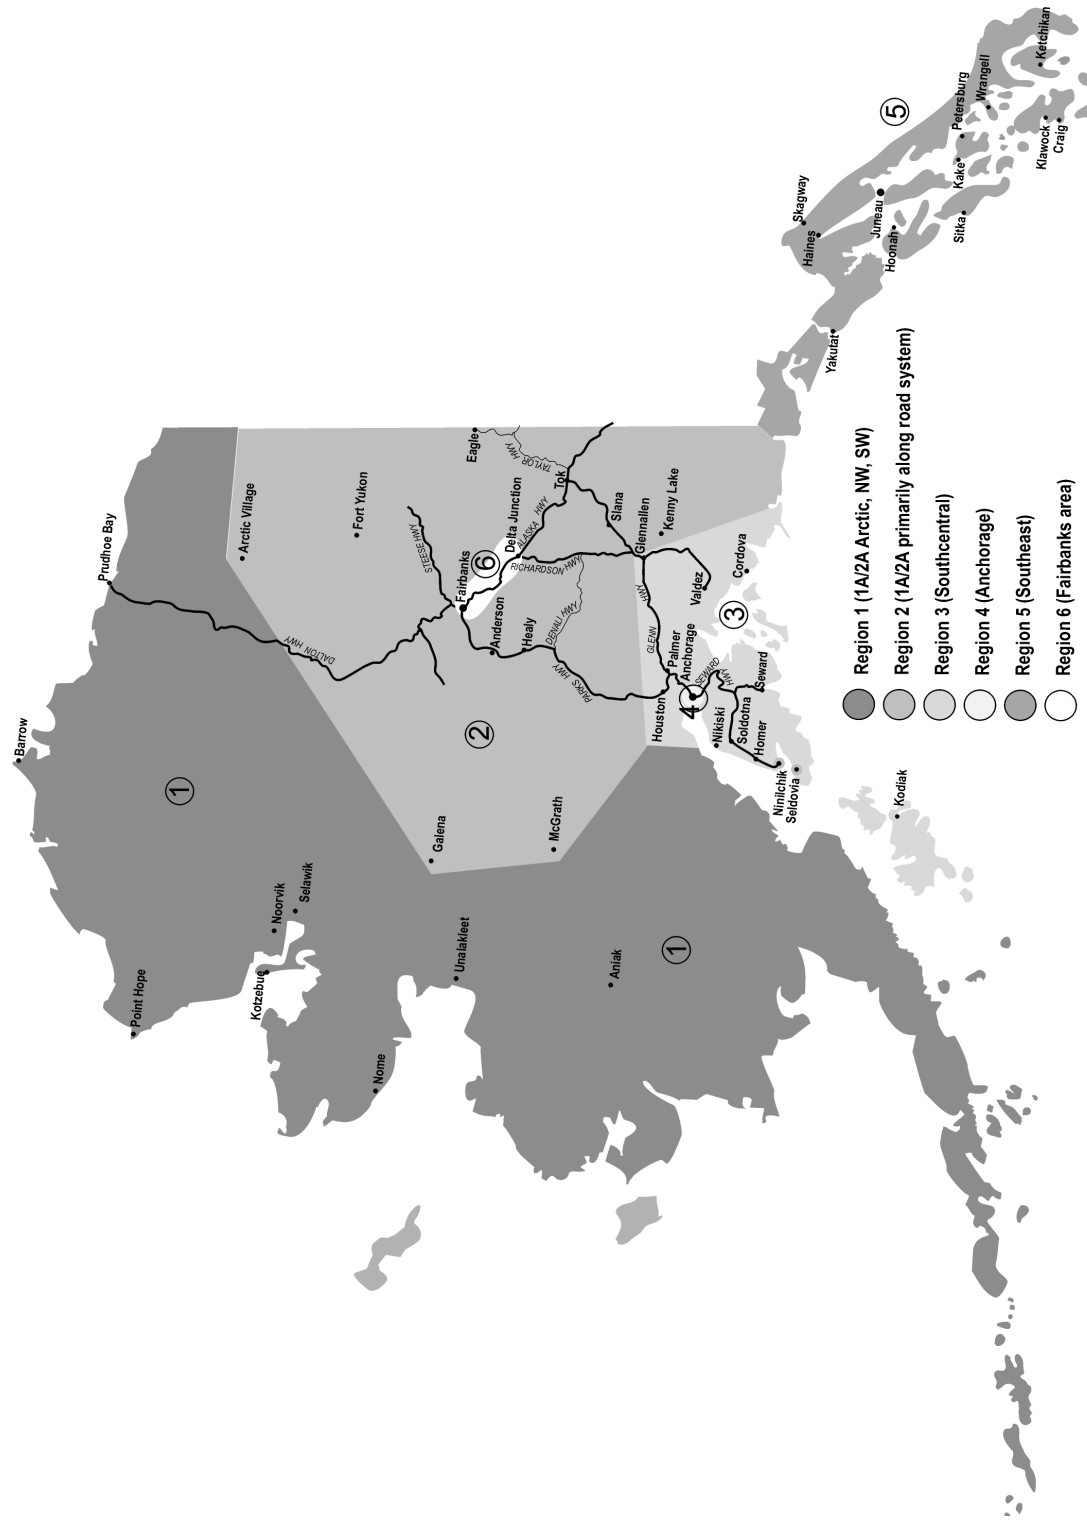 Barrow
Prudhoe Bay
1
Point Hope
Noorvik
Selawik
Kotzebue
DALTON HWY
Arctic Village
Fort Yukon
STEESE HWY
Eagle
TAYLOR HWY
Nome
Unalakleet
Galena
2
Fairbanks
6
Delta Junction
ALASKA HWY
Tok
Anderson
Healy
DENALI HWY
RICHARDSON HWY
PARKS HWY
McGrath
Aniak
1
Slana
Glennallen
Kenny Lake
GLENN HWY
Palmer
Anchorage
Houston
4
SEWARD HWY
Valdez
Cordova
3
Nikiski
Soldotna
Homer
Seward
Ninilchik
Seldovia
Kodiak
Yakutat
Skagway
Haines
Juneau
Hoonah
5
Sitka
Kake
Petersburg
Wrangell
Klawock
Craig
Ketchikan
Region 1 (1A/2A Arctic, NW, SW)
Region 2 (1A/2A primarily along road system)
Region 3 (Southcentral)
Region 4 (Anchorage)
Region 5 (Southeast)
Region 6 (Fairbanks area)